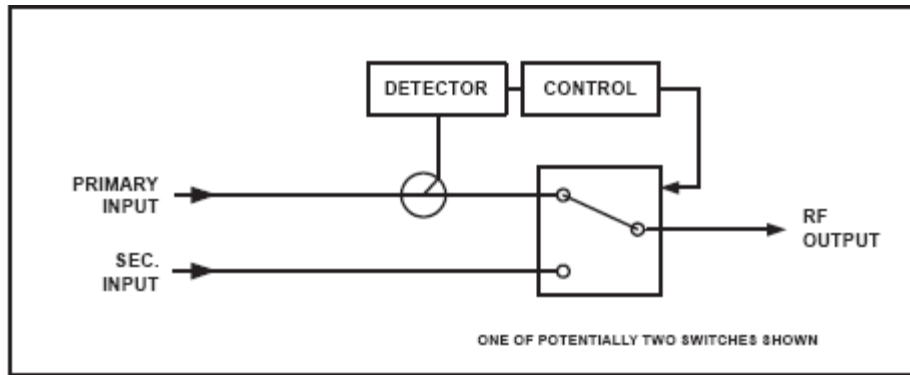 DETECTOR
CONTROL
PRIMARY
INPUT
SEC.
INPUT
RF
OUTPUT
ONE OF POTENTIALLY TWO SWITCHES SHOWN